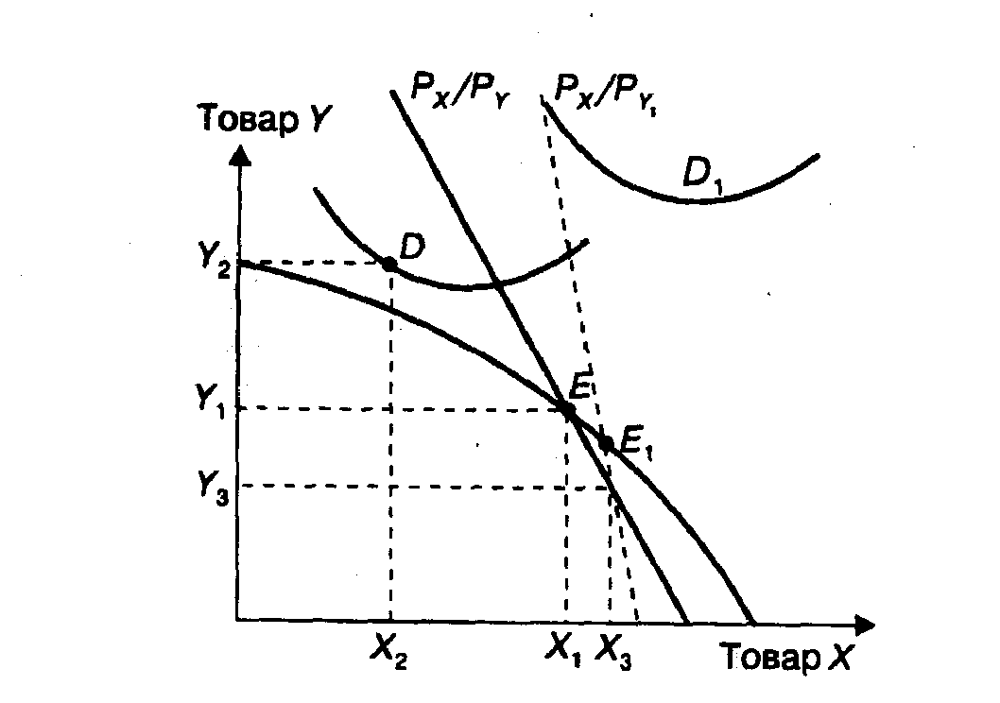 P_X/P_Y
P_X/P_Y₁
Товар Y
D₁
D
Y₂
E
Y₁
E₁
Y₃
X₂
X₁
X₃
Товар X